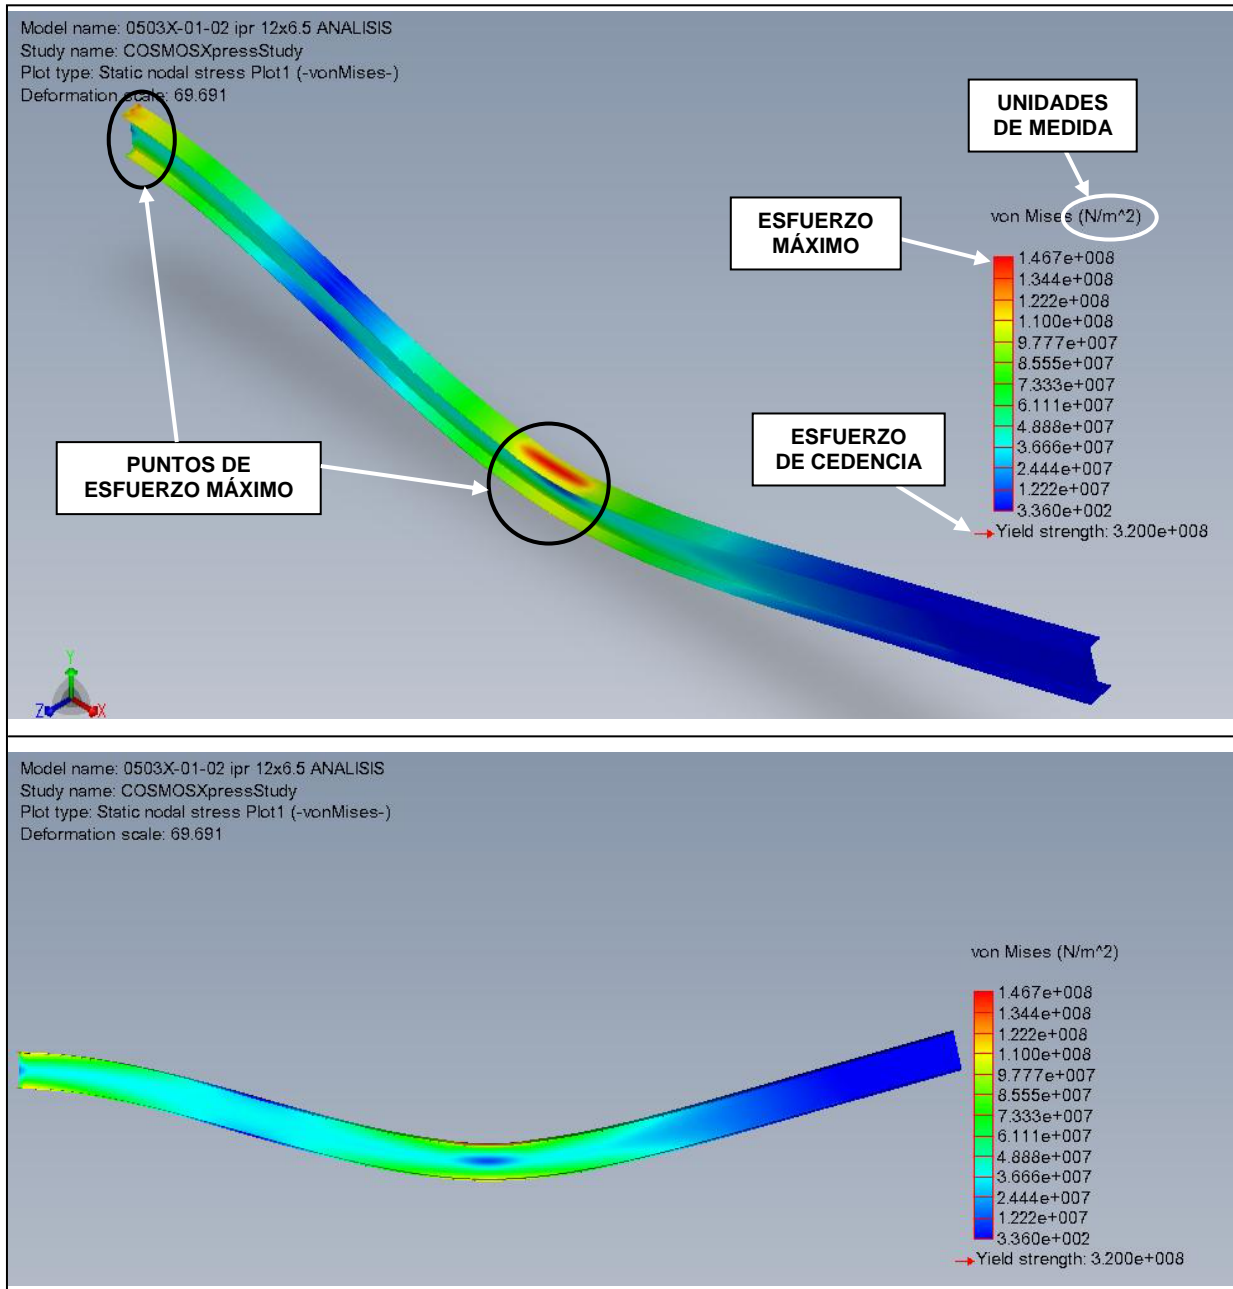 Model name: 0503X-01-02 ipr 12x6.5 ANALISIS
Study name: COSMOSXpressStudy
Plot type: Static nodal stress Plot1 (-vonMises-)
Deformation scale: 69.691
UNIDADES
DE MEDIDA
von Mises (N/m^2)
ESFUERZO
MÁXIMO
1.467e+008
1.344e+008
1.222e+008
1.100e+008
9.777e+007
8.555e+007
7.333e+007
6.111e+007
4.888e+007
3.666e+007
2.444e+007
1.222e+007
3.360e+002
Yield strength: 3.200e+008
ESFUERZO
DE CEDENCIA
PUNTOS DE
ESFUERZO MÁXIMO
Y
Z
X
Model name: 0503X-01-02 ipr 12x6.5 ANALISIS
Study name: COSMOSXpressStudy
Plot type: Static nodal stress Plot1 (-vonMises-)
Deformation scale: 69.691
von Mises (N/m^2)
1.467e+008
1.344e+008
1.222e+008
1.100e+008
9.777e+007
8.555e+007
7.333e+007
6.111e+007
4.888e+007
3.666e+007
2.444e+007
1.222e+007
3.360e+002
Yield strength: 3.200e+008